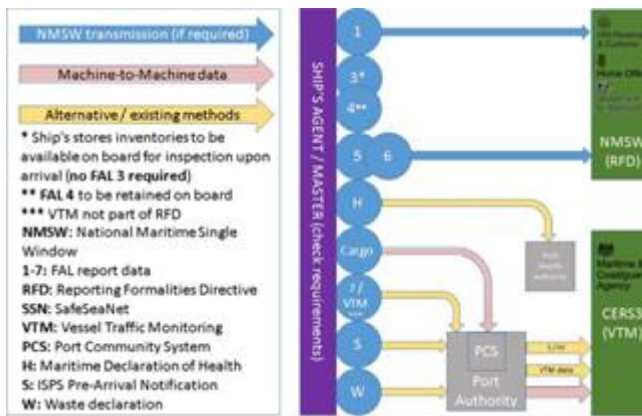 NMSW transmission (if required)
Machine-to-Machine data
Alternative / existing methods
* Ship's stores inventories to be
available on board for inspection upon
arrival (no FAL 3 required)
** FAL 4 to be retained on board
*** VTM not part of RFD
NMSW: National Maritime Single
Window
1-7: FAL report data
RFD: Reporting Formalities Directive
SSN: SafeSeaNet
VTM: Vessel Traffic Monitoring
PCS: Port Community System
H: Maritime Declaration of Health
S: ISPS Pre-Arrival Notification
W: Waste declaration
SHIP'S AGENT / MASTER (check requirements)
1
3*
4**
5
6
H
Cargo
7 /
VTM
***
S
W
PCS
Port
Authority
VTM data
Home Office
NMSW
(RFD)
Maritime &
Coastguard
Agency
CERS3
(VTM)